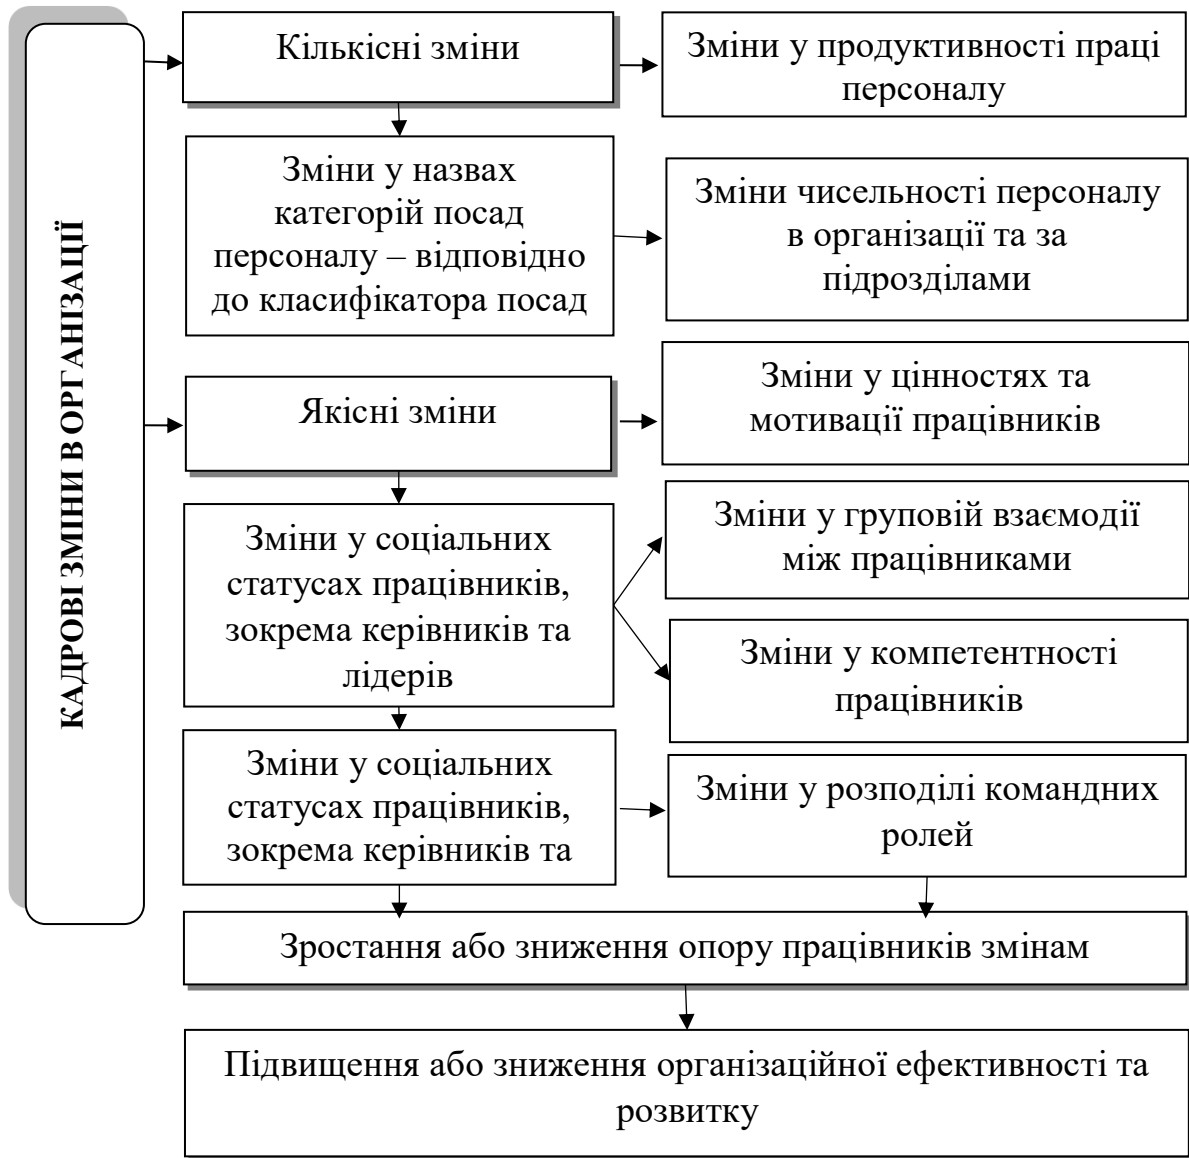 КАДРОВІ ЗМІНИ В ОРГАНІЗАЦІЇ
Кількісні зміни
Зміни у продуктивності праці
персоналу
Зміни у назвах
категорій посад
персоналу – відповідно
до класифікатора посад
Зміни чисельності персоналу
в організації та за
підрозділами
Якісні зміни
Зміни у цінностях та
мотивації працівників
Зміни у соціальних
статусах працівників,
зокрема керівників та
лідерів
Зміни у груповій взаємодії
між працівниками
Зміни у компетентності
працівників
Зміни у соціальних
статусах працівників,
зокрема керівників та
Зміни у розподілі командних
ролей
Зростання або зниження опору працівників змінам
Підвищення або зниження організаційної ефективності та
розвитку